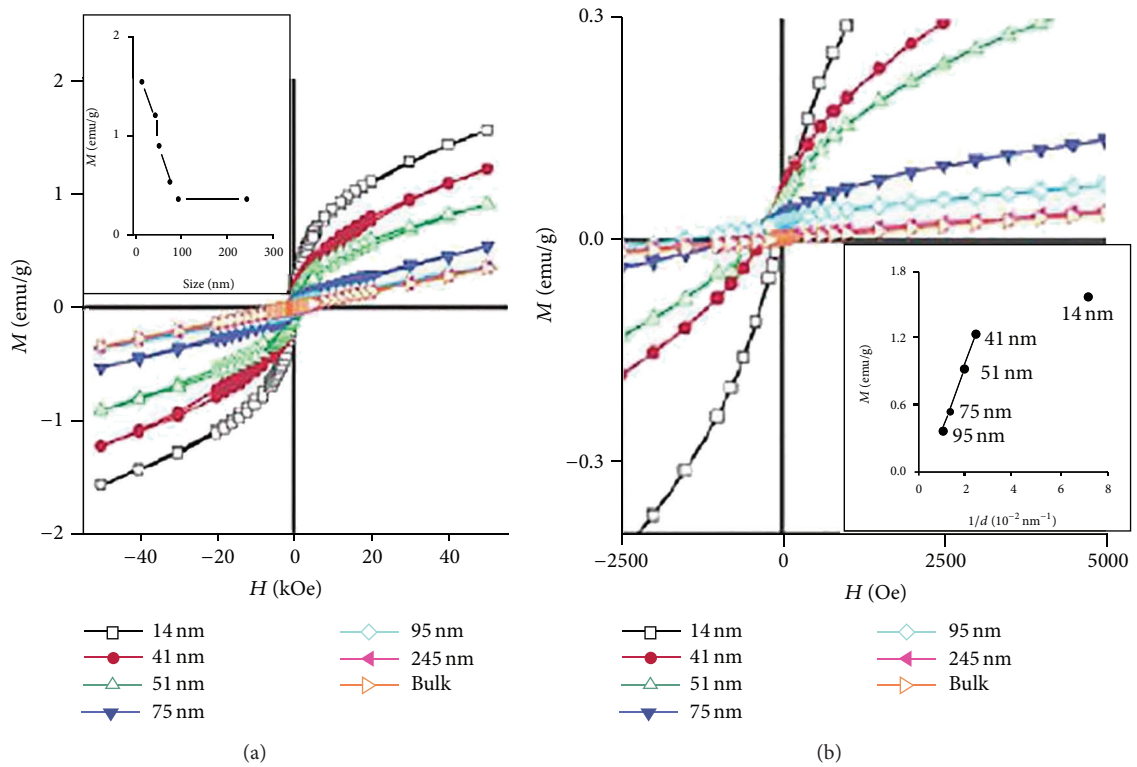 2
1
0
−1
−2
M (emu/g)
−40 −20 0 20 40
H (kOe)
2
1
0
M (emu/g)
0 100 200 300
Size (nm)
14 nm
41 nm
51 nm
75 nm
95 nm
245 nm
Bulk
(a)
0.3
0.0
−0.3
M (emu/g)
−2500 0 2500 5000
H (Oe)
1.8
1.2
0.6
0.0
M (emu/g)
14 nm
41 nm
51 nm
75 nm
95 nm
0 2 4 6 8
1/d (10⁻² nm⁻¹)
14 nm
41 nm
51 nm
75 nm
95 nm
245 nm
Bulk
(b)